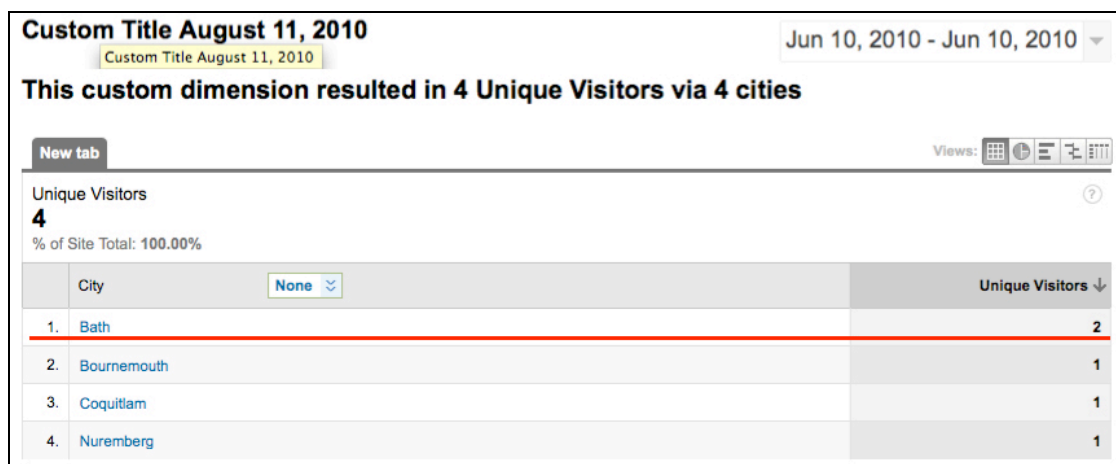 Custom Title August 11, 2010
Jun 10, 2010 - Jun 10, 2010
Custom Title August 11, 2010
This custom dimension resulted in 4 Unique Visitors via 4 cities
New tab
Views:
Unique Visitors
?
4
% of Site Total: 100.00%
City None Unique Visitors
1. Bath 2
2. Bournemouth 1
3. Coquitlam 1
4. Nuremberg 1